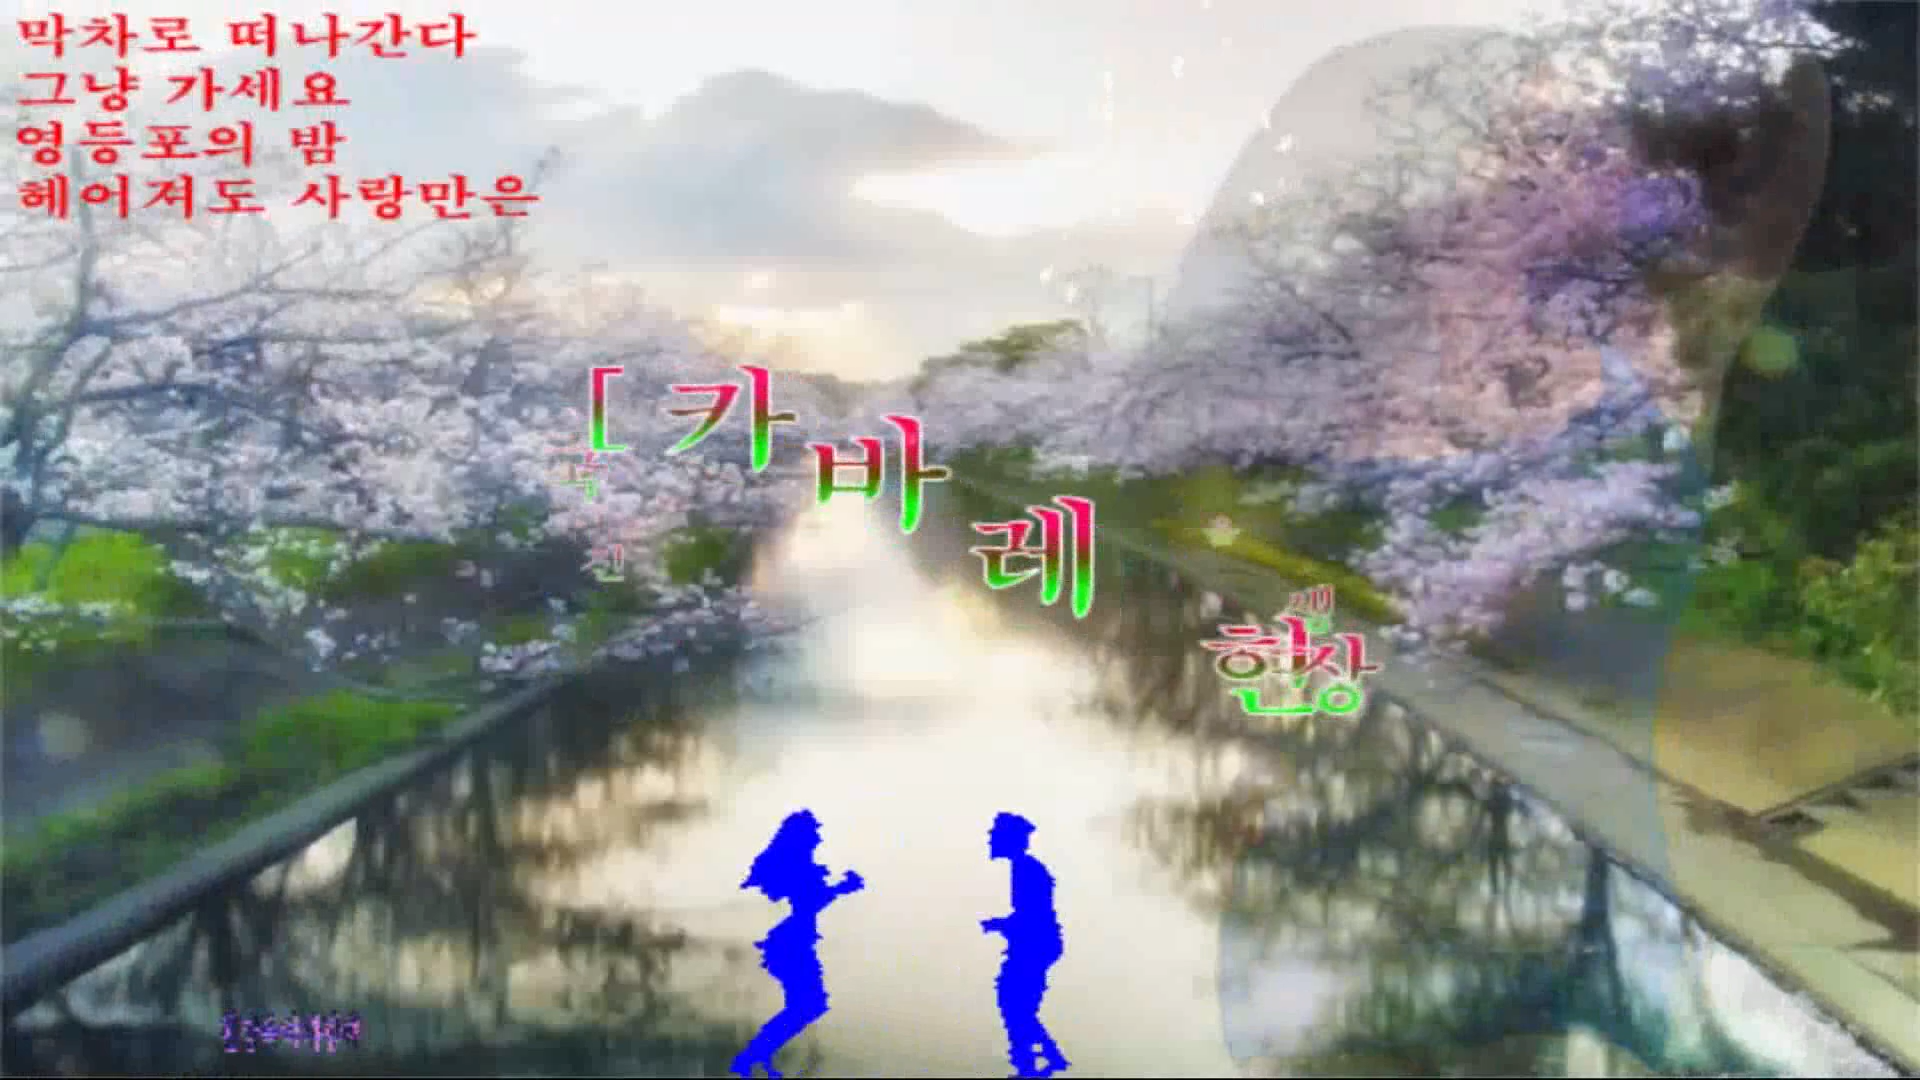 막차로 떠나간다
그냥 가세요
영등포의 밤
헤어져도 사랑만은
[카바레
현상